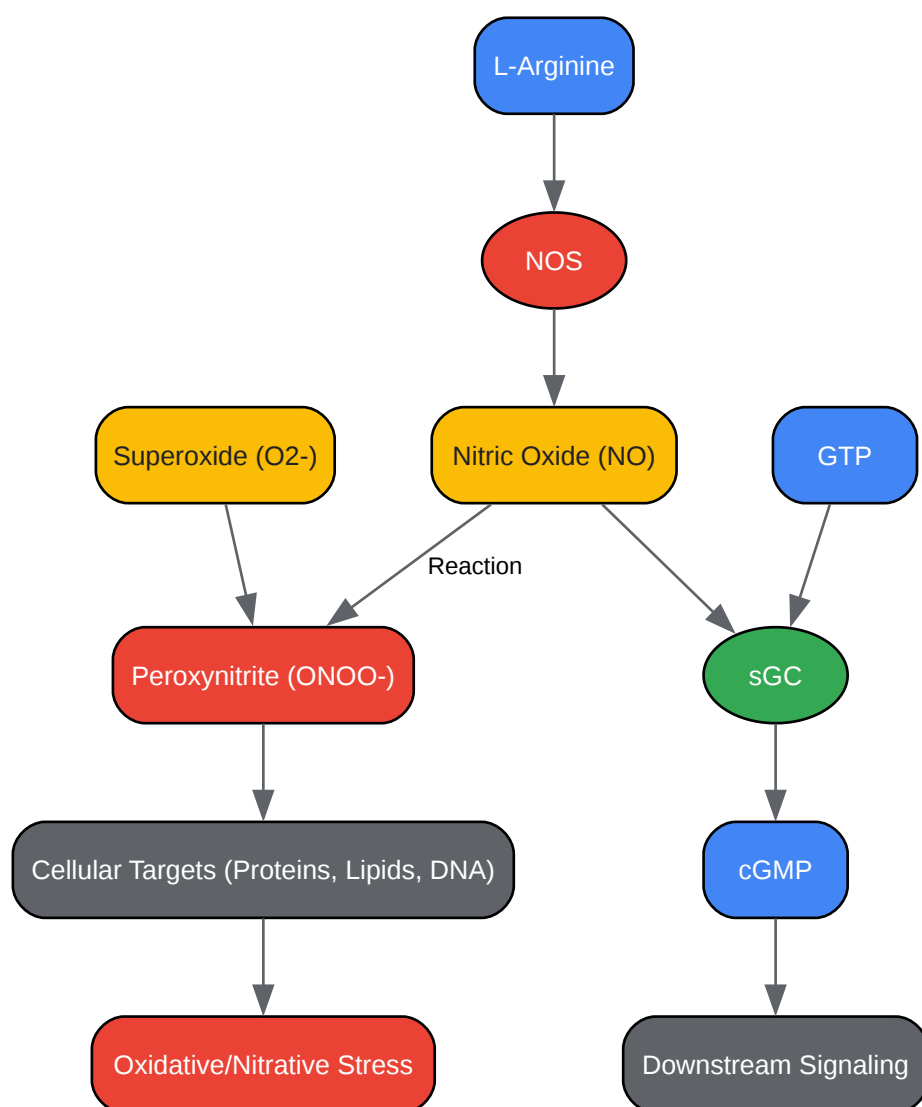 L-Arginine
NOS
Superoxide (O2-)
Nitric Oxide (NO)
GTP
Reaction
Peroxynitrite (ONOO-)
sGC
Cellular Targets (Proteins, Lipids, DNA)
cGMP
Oxidative/Nitrative Stress
Downstream Signaling